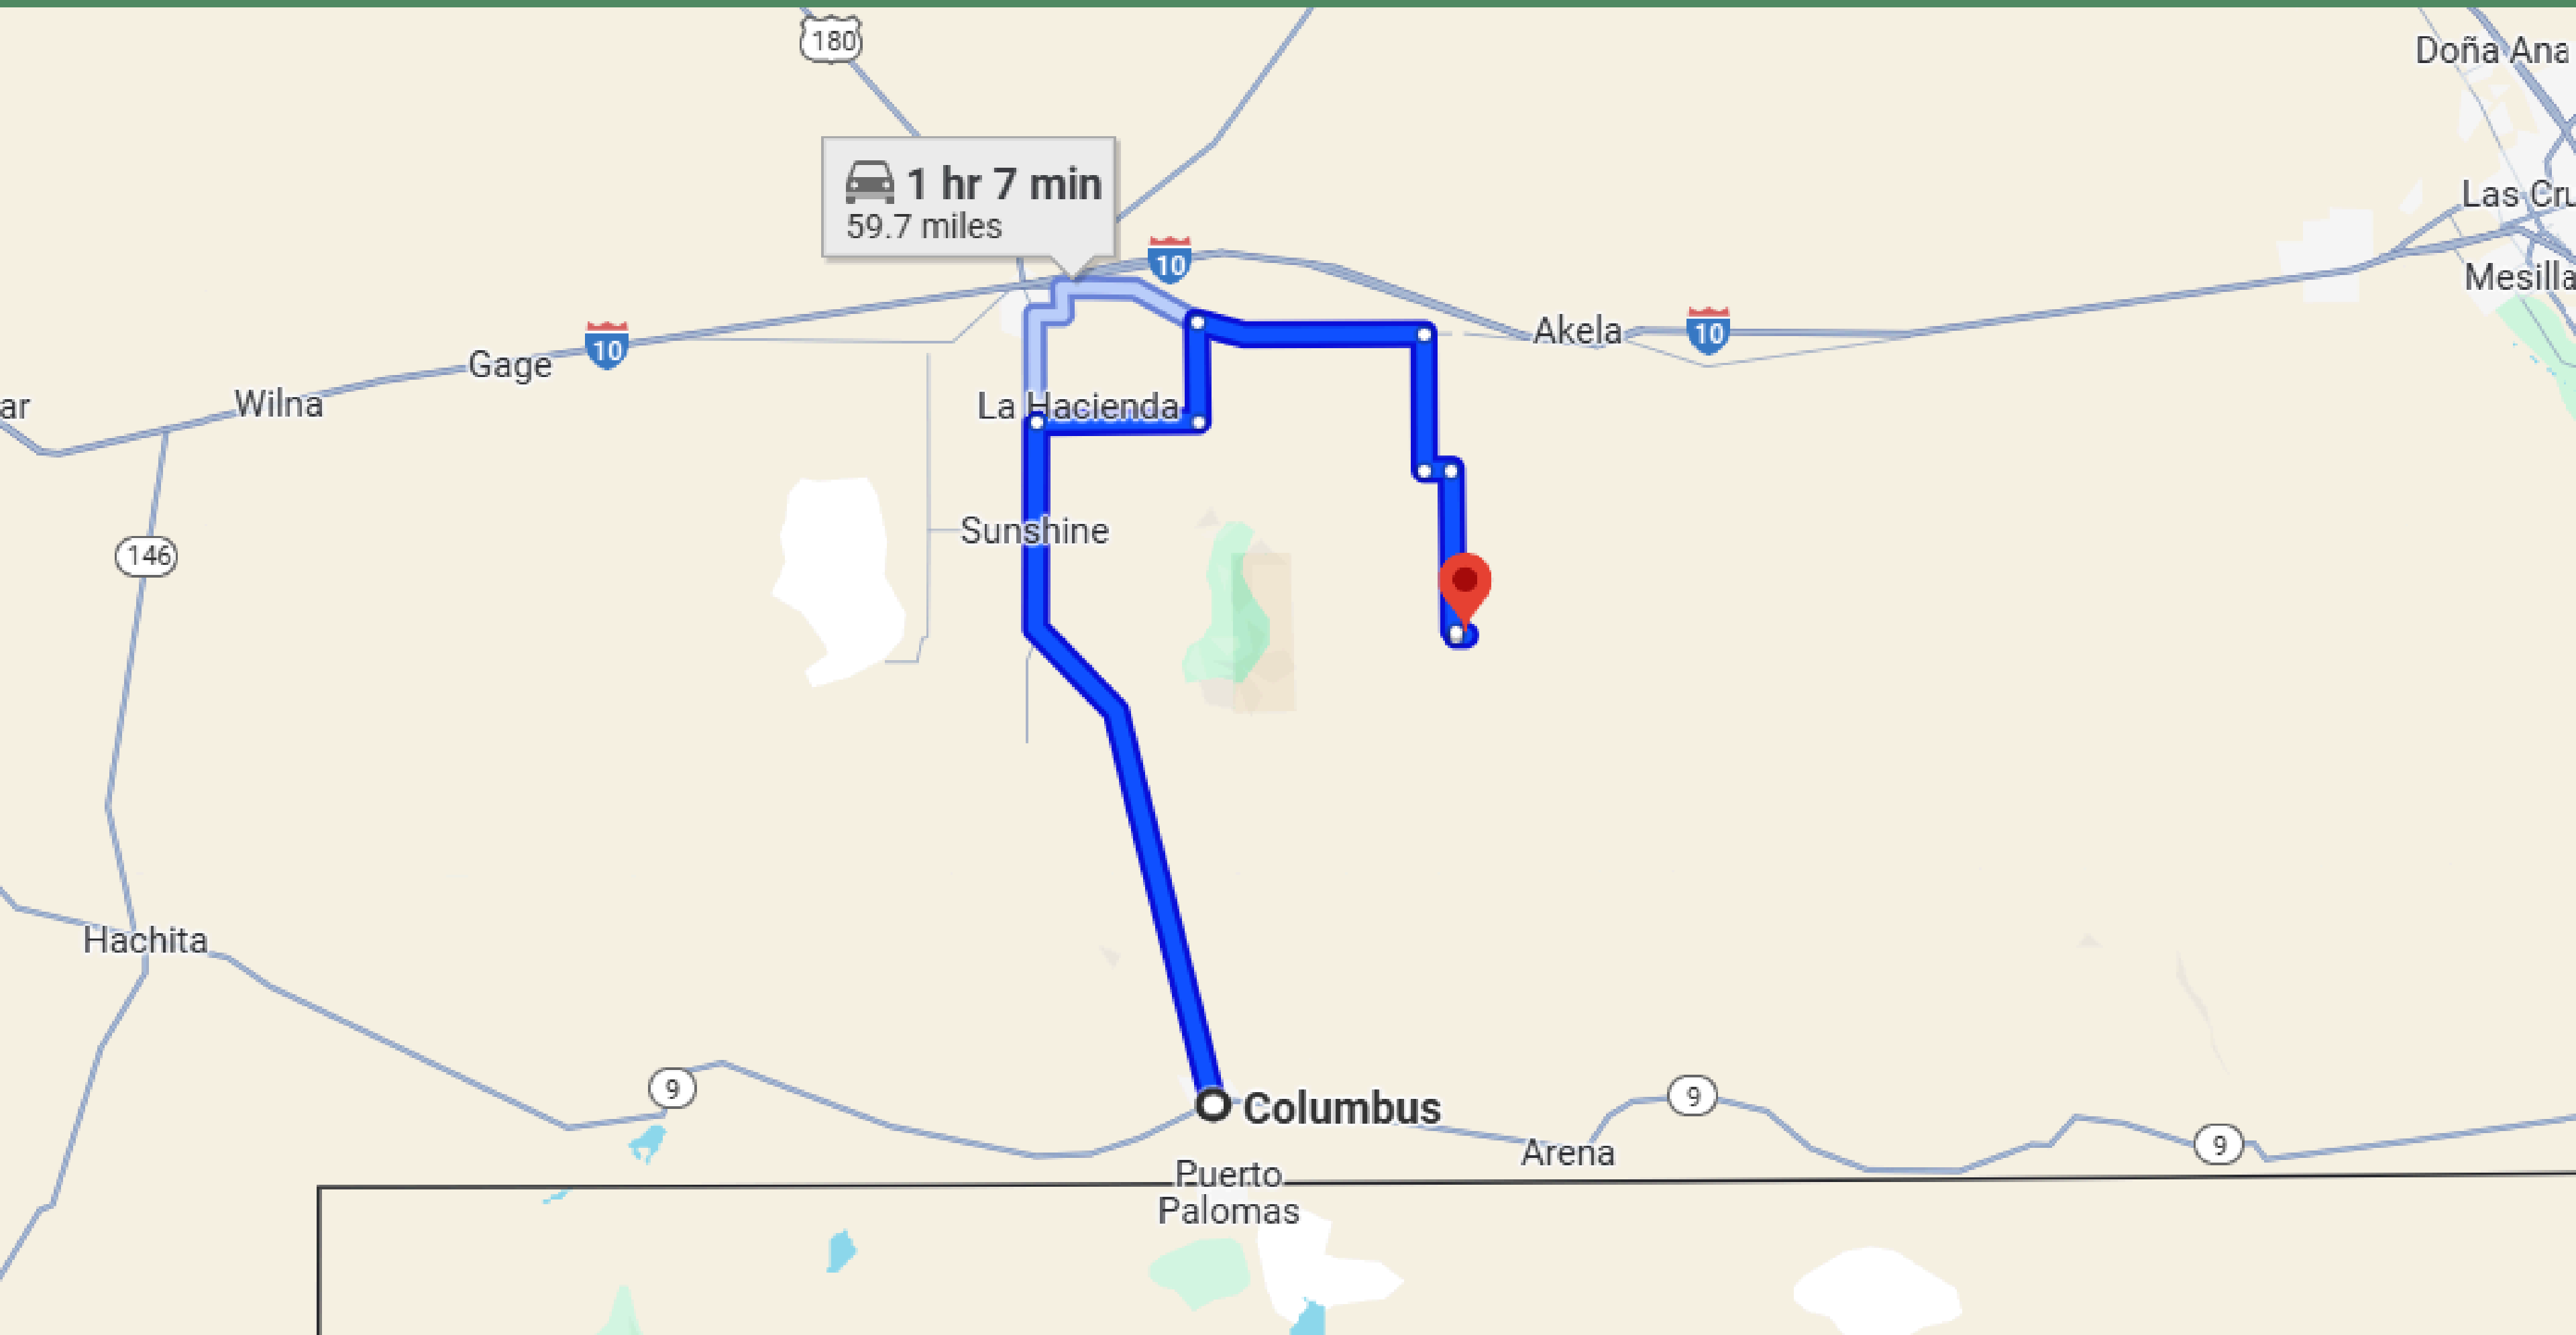 180
Doña Ana
1 hr 7 min
59.7 miles
Las Cru
10
Mesilla
Akela
10
10
Gage
Wilna
ar
La Hacienda
Sunshine
146
Hachita
9
Columbus
9
Arena
9
Puerto
Palomas